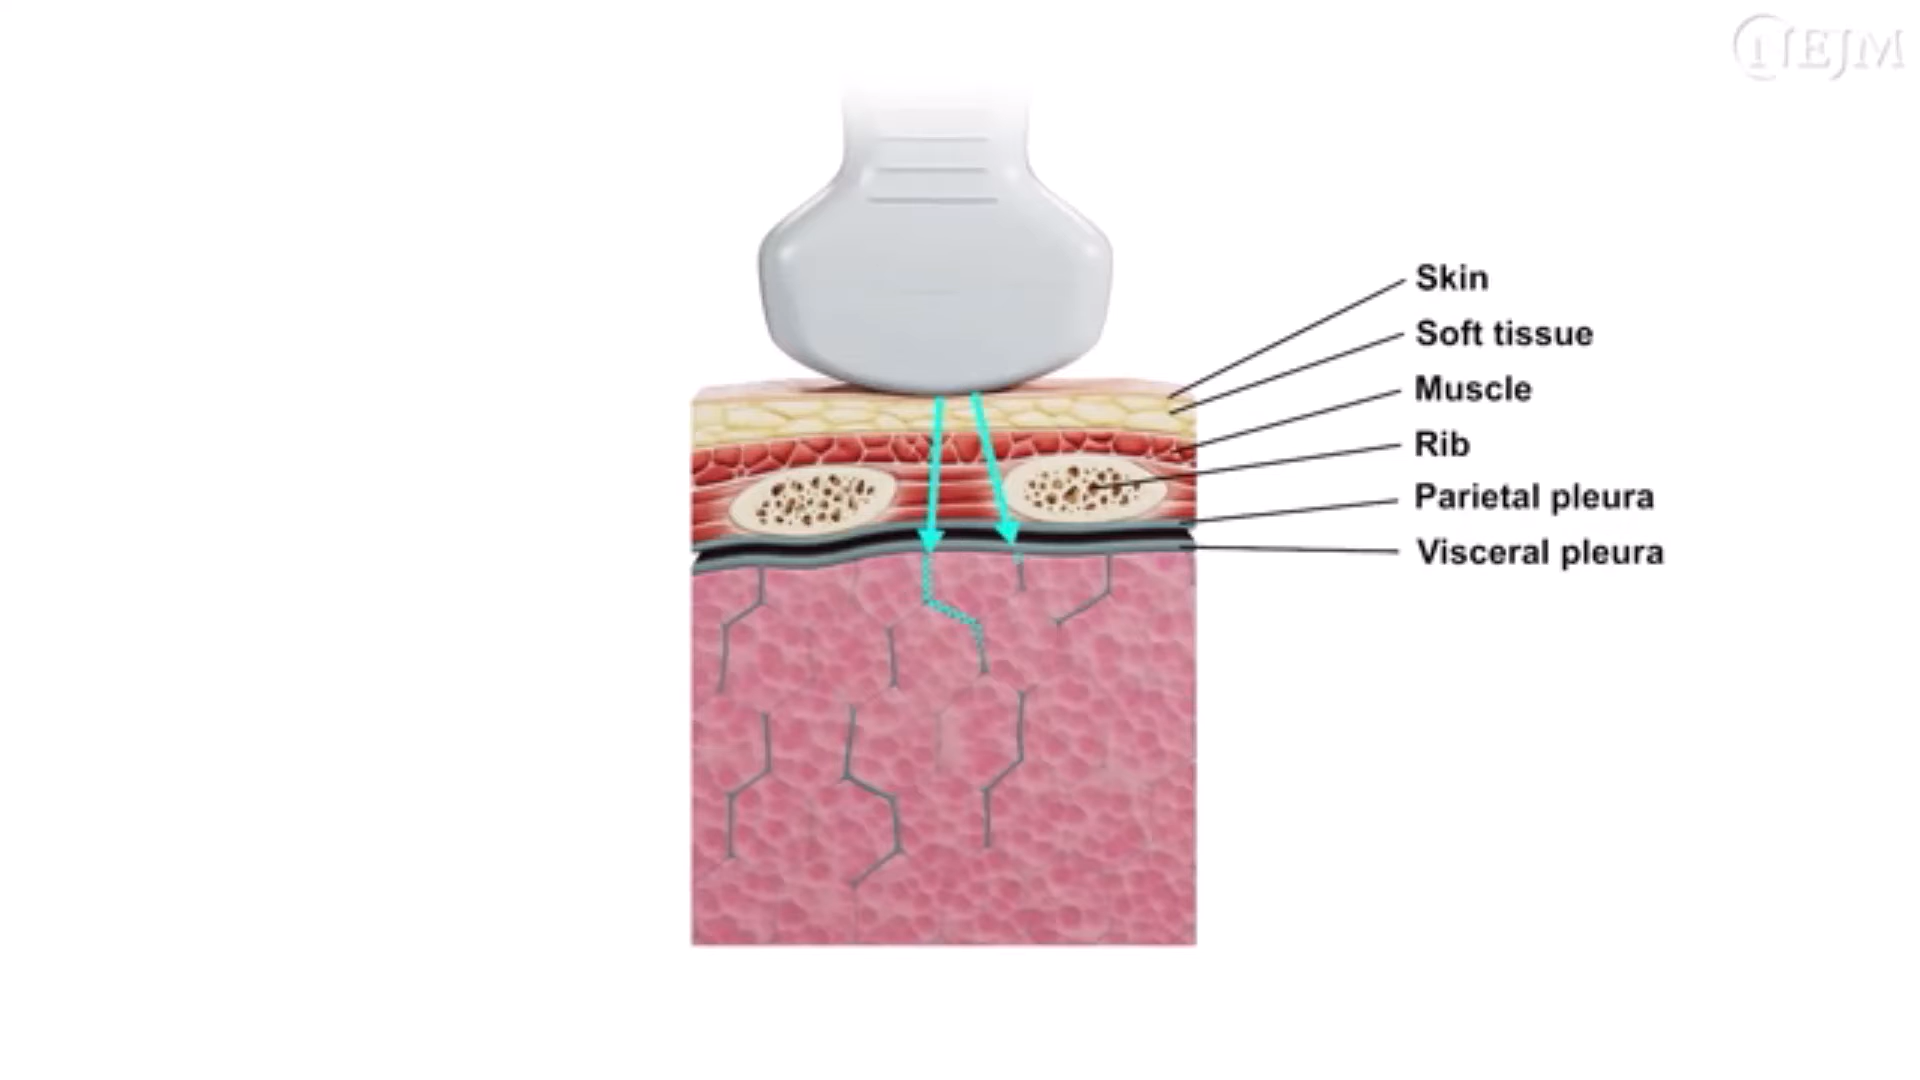 NEJM
Skin
Soft tissue
Muscle
Rib
Parietal pleura
Visceral pleura